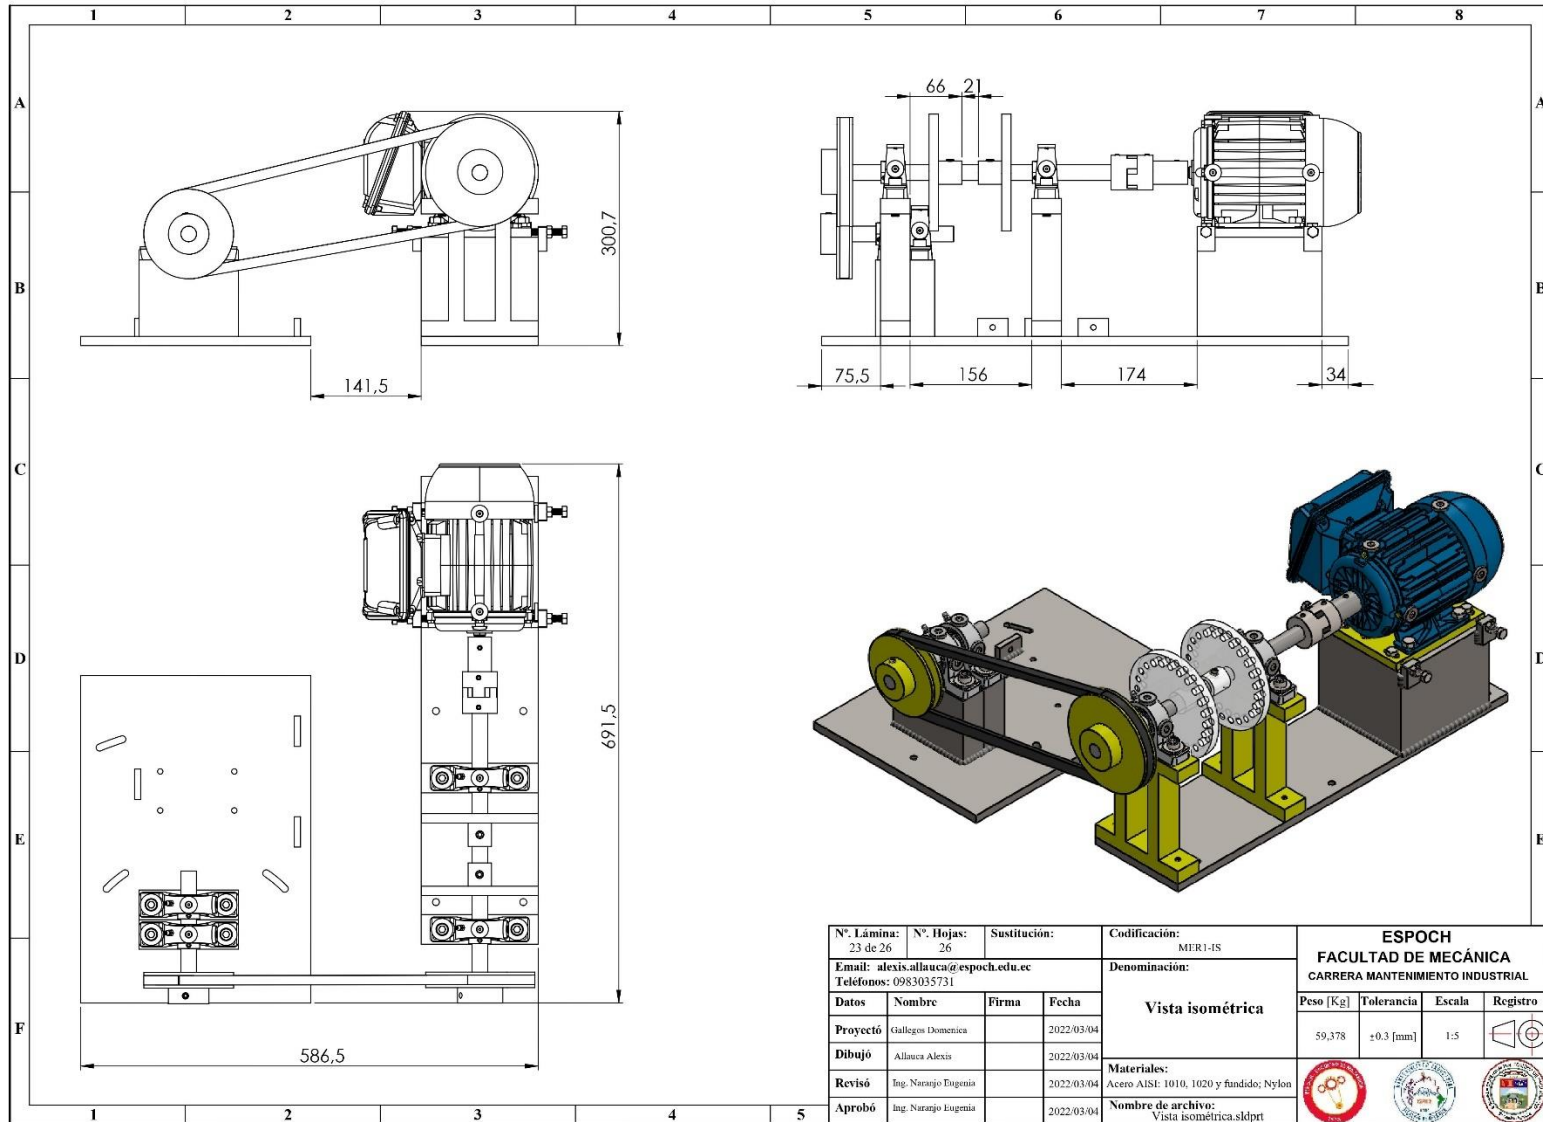 1 2 3 4 5 6 7 8
A A
B B
C C
D D
E E
F
300,7
141,5
66 21
75,5 156 174 34
691,5
586,5
1 2 3 4 5
Nº. Lámina: Nº. Hojas: Sustitución: Codificación:
23 de 26 26 MER1-IS
ESPOCH
FACULTAD DE MECÁNICA
CARRERA MANTENIMIENTO INDUSTRIAL
Email: alexis.allauca@espoch.edu.ec
Teléfonos: 0983035731
Denominación:
Vista isométrica
Datos Nombre Firma Fecha
Proyectó Gallegos Domenica 2022/03/04
Dibujó Allauca Alexis 2022/03/04
Revisó Ing. Naranjo Eugenia 2022/03/04
Aprobó Ing. Naranjo Eugenia 2022/03/04
Peso [Kg] Tolerancia Escala Registro
59,378 ±0.3 [mm] 1:5
Materiales:
Acero AISI: 1010, 1020 y fundido; Nylon
Nombre de archivo:
Vista isométrica.sldprt